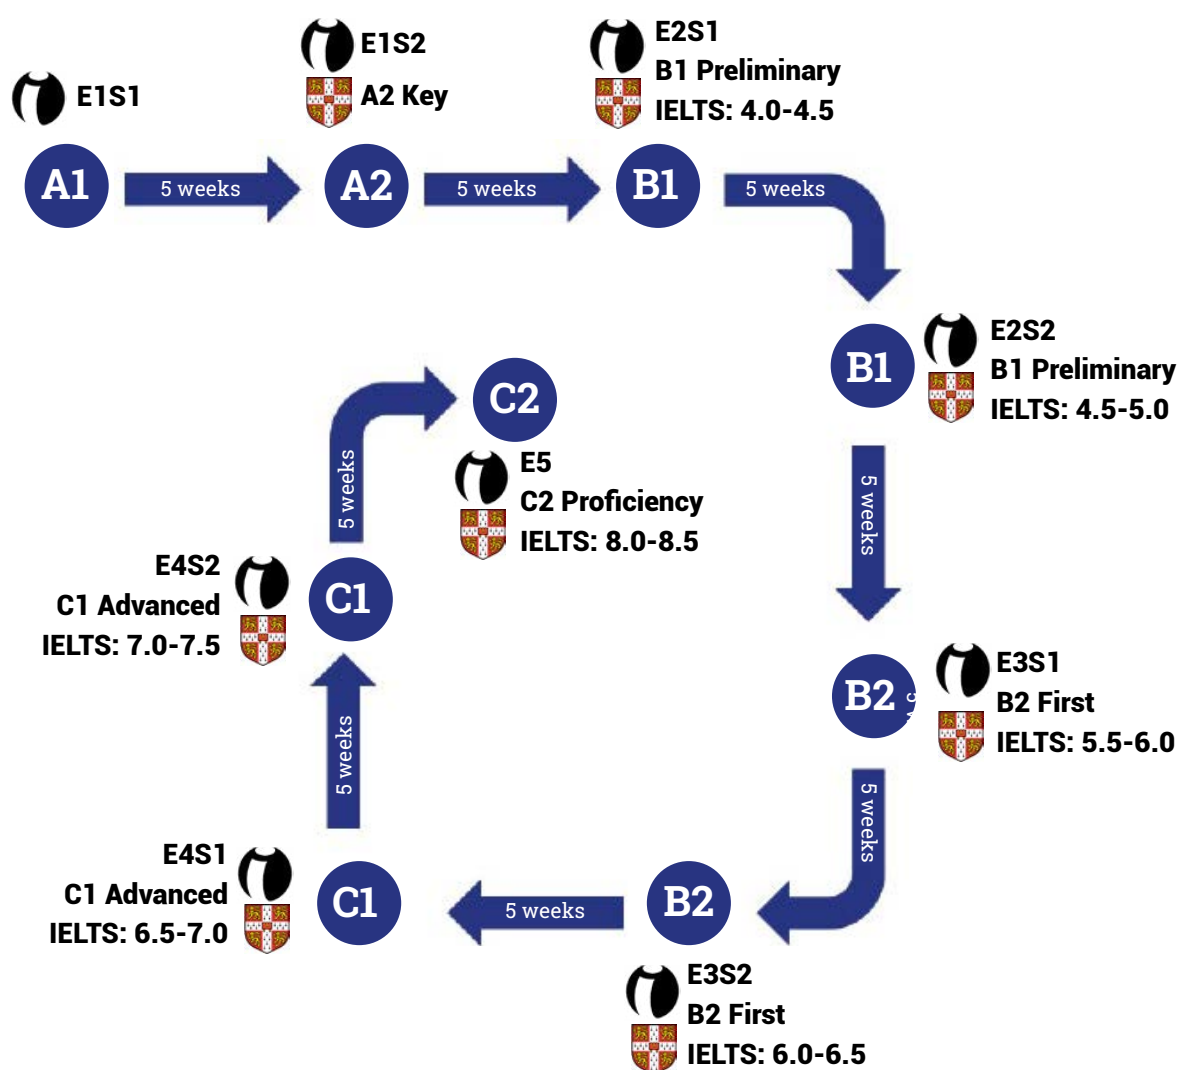 E1S1
A1
5 weeks
E1S2
A2 Key
A2
5 weeks
E2S1
B1 Preliminary
IELTS: 4.0-4.5
B1
5 weeks
B1
E2S2
B1 Preliminary
IELTS: 4.5-5.0
5 weeks
B2
E3S1
B2 First
IELTS: 5.5-6.0
5 weeks
B2
E3S2
B2 First
IELTS: 6.0-6.5
5 weeks
C1
E4S1
C1 Advanced
IELTS: 6.5-7.0
5 weeks
C1
E4S2
C1 Advanced
IELTS: 7.0-7.5
5 weeks
C2
E5
C2 Proficiency
IELTS: 8.0-8.5